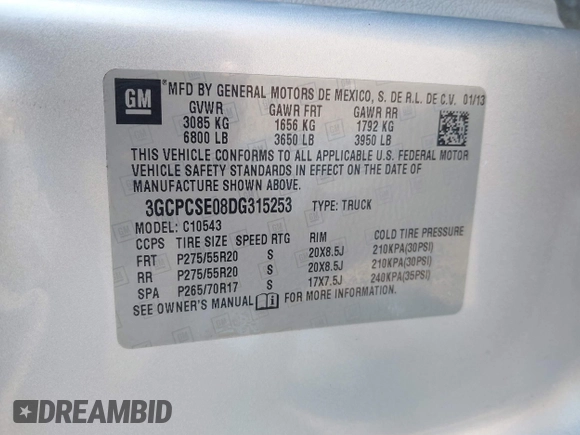 GM
®MFD BY GENERAL MOTORS DE MEXICO, S. DE R.L. DE C.V. 01/13
GVWR GAWR FRT GAWR RR
3085 KG 1656 KG 1792 KG
6800 LB 3650 LB 3950 LB
THIS VEHICLE CONFORMS TO ALL APPLICABLE U.S. FEDERAL MOTOR
VEHICLE SAFETY STANDARDS IN EFFECT ON THE DATE OF
MANUFACTURE SHOWN ABOVE.
3GCPCSE08DG315253 TYPE: TRUCK
MODEL: C10543
CCPS TIRE SIZE SPEED RTG RIM COLD TIRE PRESSURE
FRT P275/55R20 S 20X8.5J 210KPA(30PSI)
RR P275/55R20 S 20X8.5J 210KPA(30PSI)
SPA P265/70R17 S 17X7.5J 240KPA(35PSI)
SEE OWNER'S MANUAL FOR MORE INFORMATION.
DREAMBID